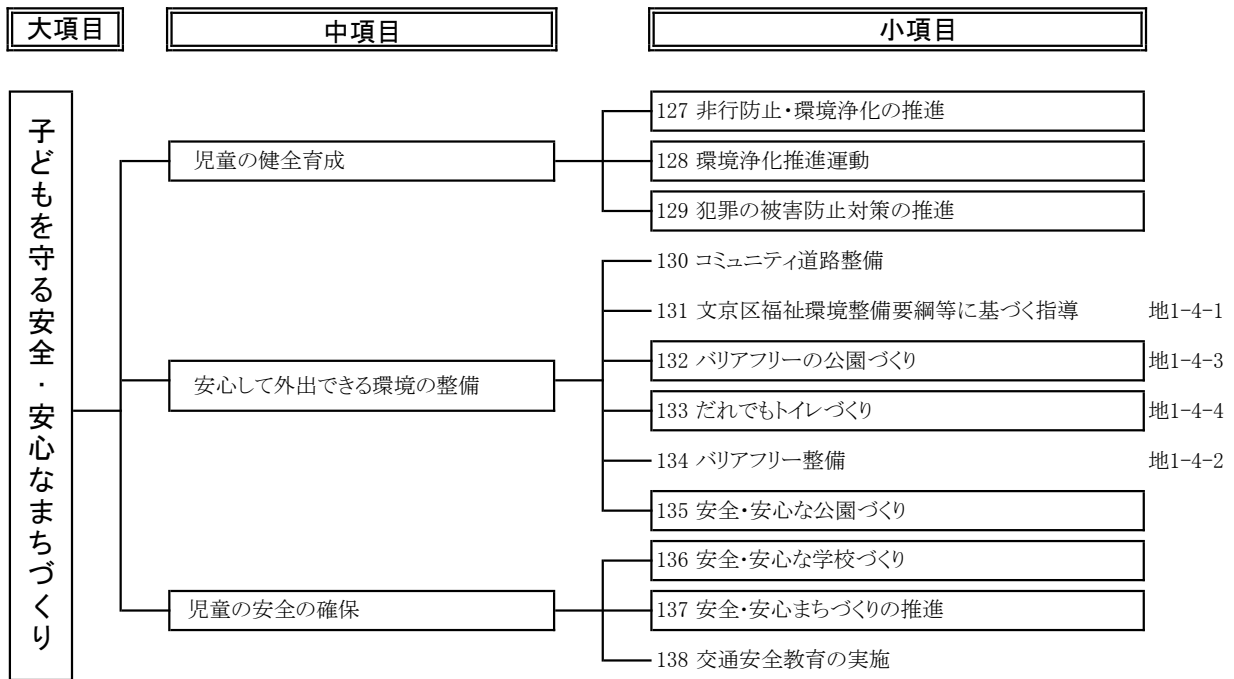 大項目
中項目
小項目
子どもを守る安全・安心なまちづくり
児童の健全育成
127 非行防止・環境浄化の推進
128 環境浄化推進運動
129 犯罪の被害防止対策の推進
安心して外出できる環境の整備
130 コミュニティ道路整備
131 文京区福祉環境整備要綱等に基づく指導 地1-4-1
132 バリアフリーの公園づくり 地1-4-3
133 だれでもトイレづくり 地1-4-4
134 バリアフリー整備 地1-4-2
135 安全・安心な公園づくり
児童の安全の確保
136 安全・安心な学校づくり
137 安全・安心まちづくりの推進
138 交通安全教育の実施